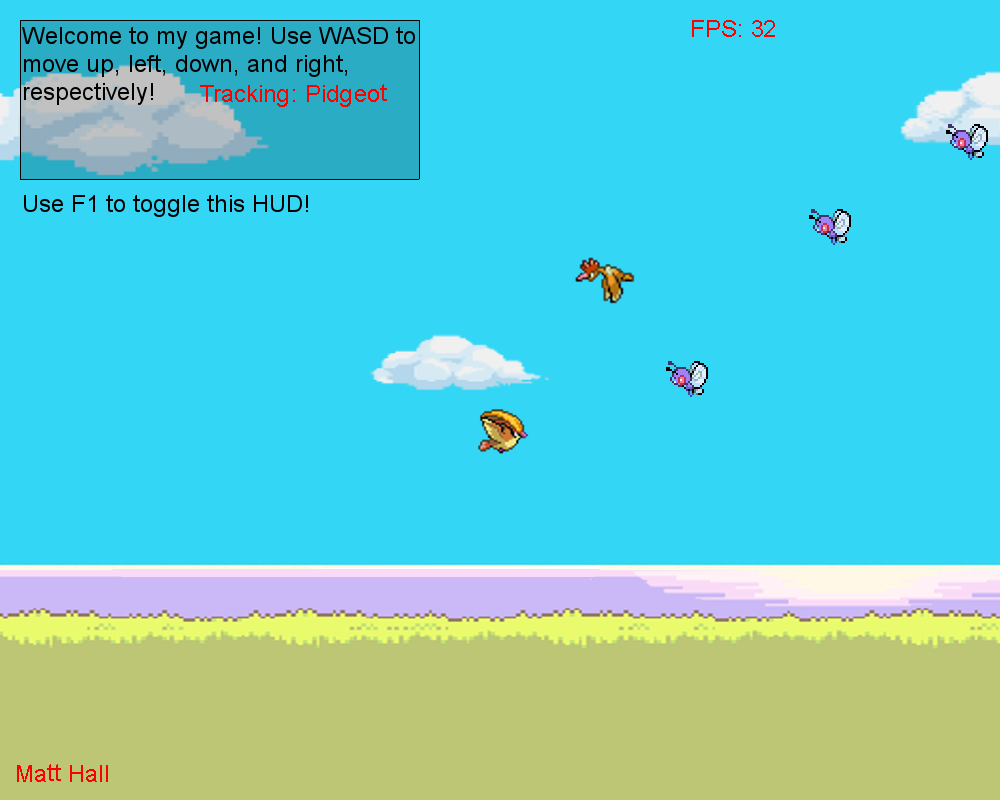 FPS: 32
Welcome to my game! Use WASD to
move up, left, down, and right,
respectively!
Tracking: Pidgeot
Use F1 to toggle this HUD!
Matt Hall